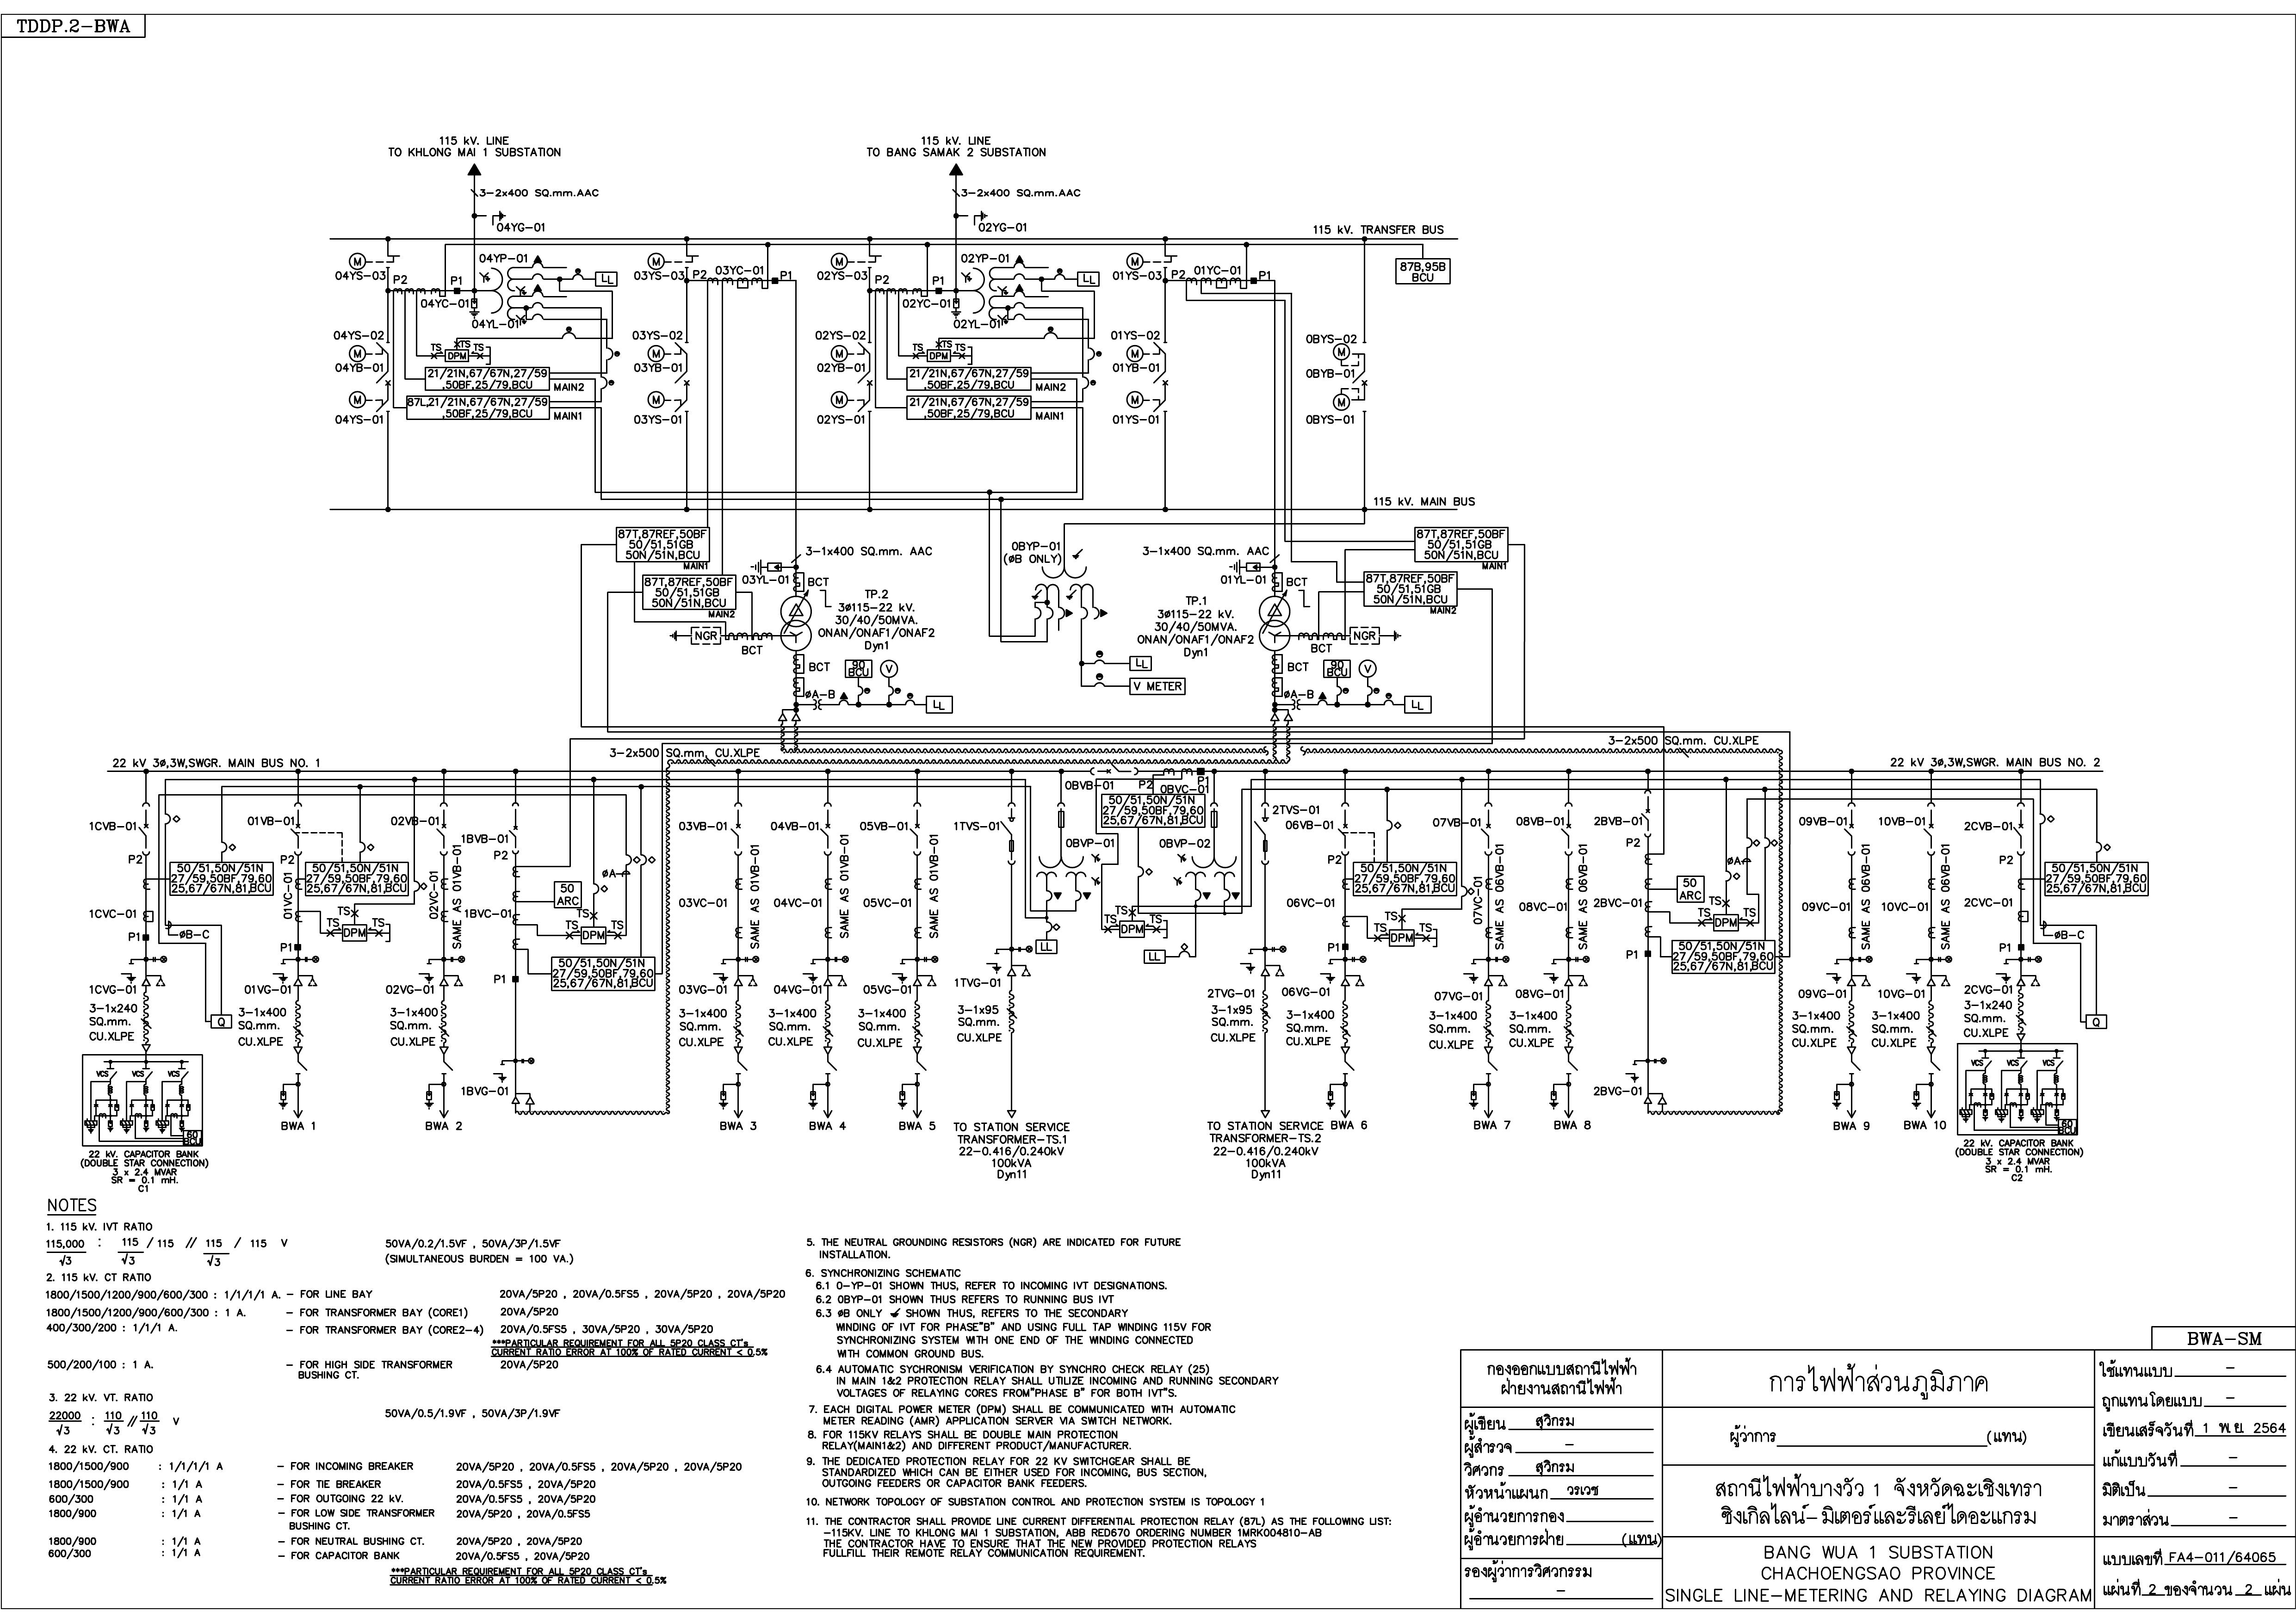 TDDP.2-BWA
115 kV. LINE
TO KHLONG MAI 1 SUBSTATION
115 kV. LINE
TO BANG SAMAK 2 SUBSTATION
3-2x400 SQ.mm.AAC
3-2x400 SQ.mm.AAC
04YG-01
02YG-01
115 kV. TRANSFER BUS
M
04YS-03
P2
P1
04YP-01
LL
04YC-01
04YL-01
M
03YS-03
P2
03YC-01
P1
M
02YS-03
P2
P1
02YP-01
LL
02YC-01
02YL-01
M
01YS-03
P2
01YC-01
P1
87B,95B
BCU
04YS-02
M
04YB-01
M
04YS-01
TS
TS
TS
DPM
21/21N,67/67N,27/59
,50BF,25/79,BCU
MAIN2
87L,21/21N,67/67N,27/59
,50BF,25/79,BCU
MAIN1
03YS-02
M
03YB-01
M
03YS-01
02YS-02
M
02YB-01
M
02YS-01
TS
TS
TS
DPM
21/21N,67/67N,27/59
,50BF,25/79,BCU
MAIN2
21/21N,67/67N,27/59
,50BF,25/79,BCU
MAIN1
01YS-02
M
01YB-01
M
01YS-01
0BYS-02
M
0BYB-01
M
0BYS-01
115 kV. MAIN BUS
87T,87REF,50BF
50/51,51GB
50N/51N,BCU
MAIN1
87T,87REF,50BF
50/51,51GB
50N/51N,BCU
MAIN2
3-1x400 SQ.mm. AAC
03YL-01
BCT
TP.2
3ø115-22 kV.
30/40/50MVA.
ONAN/ONAF1/ONAF2
Dyn1
NGR
BCT
BCT
90
BCU
V
øA-B
LL
0BYP-01
(øB ONLY)
LL
V METER
3-1x400 SQ.mm. AAC
01YL-01
BCT
TP.1
3ø115-22 kV.
30/40/50MVA.
ONAN/ONAF1/ONAF2
Dyn1
NGR
BCT
BCT
90
BCU
V
øA-B
LL
87T,87REF,50BF
50/51,51GB
50N/51N,BCU
MAIN1
87T,87REF,50BF
50/51,51GB
50N/51N,BCU
MAIN2
3-2x500 SQ.mm. CU.XLPE
3-2x500 SQ.mm. CU.XLPE
22 kV 3ø,3W,SWGR. MAIN BUS NO. 1
22 kV 3ø,3W,SWGR. MAIN BUS NO. 2
1CVB-01
P2
50/51,50N/51N
27/59,50BF,79,60
25,67/67N,81,BCU
1CVC-01
P1
øB-C
1CVG-01
3-1x240
SQ.mm.
CU.XLPE
Q
VCS
VCS
VCS
60
BCU
22 kV. CAPACITOR BANK
(DOUBLE STAR CONNECTION)
3 x 2.4 MVAR
SR = 0.1 mH.
C1
01VB-01
P2
50/51,50N/51N
27/59,50BF,79,60
25,67/67N,81,BCU
01VC-01
TS
TS
TS
DPM
P1
01VG-01
3-1x400
SQ.mm.
CU.XLPE
BWA 1
02VB-01
02VC-01
SAME AS 01VB-01
02VG-01
3-1x400
SQ.mm.
CU.XLPE
BWA 2
1BVB-01
P2
øA
50
ARC
1BVC-01
TS
TS
TS
DPM
50/51,50N/51N
27/59,50BF,79,60
25,67/67N,81,BCU
P1
1BVG-01
03VB-01
03VC-01
SAME AS 01VB-01
03VG-01
3-1x400
SQ.mm.
CU.XLPE
BWA 3
04VB-01
04VC-01
SAME AS 01VB-01
04VG-01
3-1x400
SQ.mm.
CU.XLPE
BWA 4
05VB-01
05VC-01
SAME AS 01VB-01
05VG-01
3-1x400
SQ.mm.
CU.XLPE
BWA 5
1TVS-01
1TVG-01
3-1x95
SQ.mm.
CU.XLPE
TO STATION SERVICE
TRANSFORMER-TS.1
22-0.416/0.240kV
100kVA
Dyn11
0BVB-01
P2
P1
0BVC-01
50/51,50N/51N
27/59,50BF,79,60
25,67/67N,81,BCU
0BVP-01
0BVP-02
TS
TS
TS
DPM
LL
LL
2TVS-01
2TVG-01
3-1x95
SQ.mm.
CU.XLPE
TO STATION SERVICE
TRANSFORMER-TS.2
22-0.416/0.240kV
100kVA
Dyn11
06VB-01
P2
50/51,50N/51N
27/59,50BF,79,60
25,67/67N,81,BCU
06VC-01
TS
TS
TS
DPM
P1
06VG-01
3-1x400
SQ.mm.
CU.XLPE
BWA 6
07VB-01
07VC-01
SAME AS 06VB-01
07VG-01
3-1x400
SQ.mm.
CU.XLPE
BWA 7
08VB-01
08VC-01
SAME AS 06VB-01
08VG-01
3-1x400
SQ.mm.
CU.XLPE
BWA 8
2BVB-01
P2
øA
50
ARC
2BVC-01
TS
TS
TS
DPM
50/51,50N/51N
27/59,50BF,79,60
25,67/67N,81,BCU
P1
2BVG-01
09VB-01
09VC-01
SAME AS 06VB-01
09VG-01
3-1x400
SQ.mm.
CU.XLPE
BWA 9
10VB-01
10VC-01
SAME AS 06VB-01
10VG-01
3-1x400
SQ.mm.
CU.XLPE
BWA 10
2CVB-01
P2
50/51,50N/51N
27/59,50BF,79,60
25,67/67N,81,BCU
2CVC-01
P1
øB-C
2CVG-01
3-1x240
SQ.mm.
CU.XLPE
Q
VCS
VCS
VCS
60
BCU
22 kV. CAPACITOR BANK
(DOUBLE STAR CONNECTION)
3 x 2.4 MVAR
SR = 0.1 mH.
C2
NOTES
1. 115 kV. IVT RATIO
115,000/√3 : 115/√3 / 115 // 115/√3 / 115 V 50VA/0.2/1.5VF , 50VA/3P/1.5VF
(SIMULTANEOUS BURDEN = 100 VA.)
2. 115 kV. CT RATIO
1800/1500/1200/900/600/300 : 1/1/1/1 A. - FOR LINE BAY 20VA/5P20 , 20VA/0.5FS5 , 20VA/5P20 , 20VA/5P20
1800/1500/1200/900/600/300 : 1 A. - FOR TRANSFORMER BAY (CORE1) 20VA/5P20
400/300/200 : 1/1/1 A. - FOR TRANSFORMER BAY (CORE2-4) 20VA/0.5FS5 , 30VA/5P20 , 30VA/5P20
***PARTICULAR REQUIREMENT FOR ALL 5P20 CLASS CT's
CURRENT RATIO ERROR AT 100% OF RATED CURRENT < 0.5%
500/200/100 : 1 A. - FOR HIGH SIDE TRANSFORMER 20VA/5P20
BUSHING CT.
3. 22 kV. VT. RATIO
22000/√3 : 110/√3 // 110/√3 V 50VA/0.5/1.9VF , 50VA/3P/1.9VF
4. 22 kV. CT. RATIO
1800/1500/900 : 1/1/1/1 A - FOR INCOMING BREAKER 20VA/5P20 , 20VA/0.5FS5 , 20VA/5P20 , 20VA/5P20
1800/1500/900 : 1/1 A - FOR TIE BREAKER 20VA/0.5FS5 , 20VA/5P20
600/300 : 1/1 A - FOR OUTGOING 22 kV. 20VA/0.5FS5 , 20VA/5P20
1800/900 : 1/1 A - FOR LOW SIDE TRANSFORMER 20VA/5P20 , 20VA/0.5FS5
BUSHING CT.
1800/900 : 1/1 A - FOR NEUTRAL BUSHING CT. 20VA/5P20 , 20VA/5P20
600/300 : 1/1 A - FOR CAPACITOR BANK 20VA/0.5FS5 , 20VA/5P20
***PARTICULAR REQUIREMENT FOR ALL 5P20 CLASS CT's
CURRENT RATIO ERROR AT 100% OF RATED CURRENT < 0.5%
5. THE NEUTRAL GROUNDING RESISTORS (NGR) ARE INDICATED FOR FUTURE
INSTALLATION.
6. SYNCHRONIZING SCHEMATIC
6.1 0-YP-01 SHOWN THUS, REFER TO INCOMING IVT DESIGNATIONS.
6.2 0BYP-01 SHOWN THUS REFERS TO RUNNING BUS IVT
6.3 øB ONLY SHOWN THUS, REFERS TO THE SECONDARY
WINDING OF IVT FOR PHASE"B" AND USING FULL TAP WINDING 115V FOR
SYNCHRONIZING SYSTEM WITH ONE END OF THE WINDING CONNECTED
WITH COMMON GROUND BUS.
6.4 AUTOMATIC SYCHRONISM VERIFICATION BY SYNCHRO CHECK RELAY (25)
IN MAIN 1&2 PROTECTION RELAY SHALL UTILIZE INCOMING AND RUNNING SECONDARY
VOLTAGES OF RELAYING CORES FROM"PHASE B" FOR BOTH IVT"S.
7. EACH DIGITAL POWER METER (DPM) SHALL BE COMMUNICATED WITH AUTOMATIC
METER READING (AMR) APPLICATION SERVER VIA SWITCH NETWORK.
8. FOR 115KV RELAYS SHALL BE DOUBLE MAIN PROTECTION
RELAY(MAIN1&2) AND DIFFERENT PRODUCT/MANUFACTURER.
9. THE DEDICATED PROTECTION RELAY FOR 22 KV SWITCHGEAR SHALL BE
STANDARDIZED WHICH CAN BE EITHER USED FOR INCOMING, BUS SECTION,
OUTGOING FEEDERS OR CAPACITOR BANK FEEDERS.
10. NETWORK TOPOLOGY OF SUBSTATION CONTROL AND PROTECTION SYSTEM IS TOPOLOGY 1
11. THE CONTRACTOR SHALL PROVIDE LINE CURRENT DIFFERENTIAL PROTECTION RELAY (87L) AS THE FOLLOWING LIST:
-115KV. LINE TO KHLONG MAI 1 SUBSTATION, ABB RED670 ORDERING NUMBER 1MRK004810-AB
THE CONTRACTOR HAVE TO ENSURE THAT THE NEW PROVIDED PROTECTION RELAYS
FULLFILL THEIR REMOTE RELAY COMMUNICATION REQUIREMENT.
BWA-SM
กองออกแบบสถานีไฟฟ้า
ฝ่ายงานสถานีไฟฟ้า
ผู้เขียน สุวิกรม
ผู้สำรวจ -
วิศวกร สุวิกรม
หัวหน้าแผนก วรเวช
ผู้อำนวยการกอง
ผู้อำนวยการฝ่าย (แทน)
รองผู้ว่าการวิศวกรรม
-
การไฟฟ้าส่วนภูมิภาค
ผู้ว่าการ (แทน)
สถานีไฟฟ้าบางวัว 1 จังหวัดฉะเชิงเทรา
ซิงเกิลไลน์-มิเตอร์และรีเลย์ไดอะแกรม
BANG WUA 1 SUBSTATION
CHACHOENGSAO PROVINCE
SINGLE LINE-METERING AND RELAYING DIAGRAM
ใช้แทนแบบ -
ถูกแทนโดยแบบ -
เขียนเสร็จวันที่ 1 พ.ย. 2564
แก้แบบวันที่ -
มิติเป็น -
มาตราส่วน -
แบบเลขที่ FA4-011/64065
แผ่นที่ 2 ของจำนวน 2 แผ่น